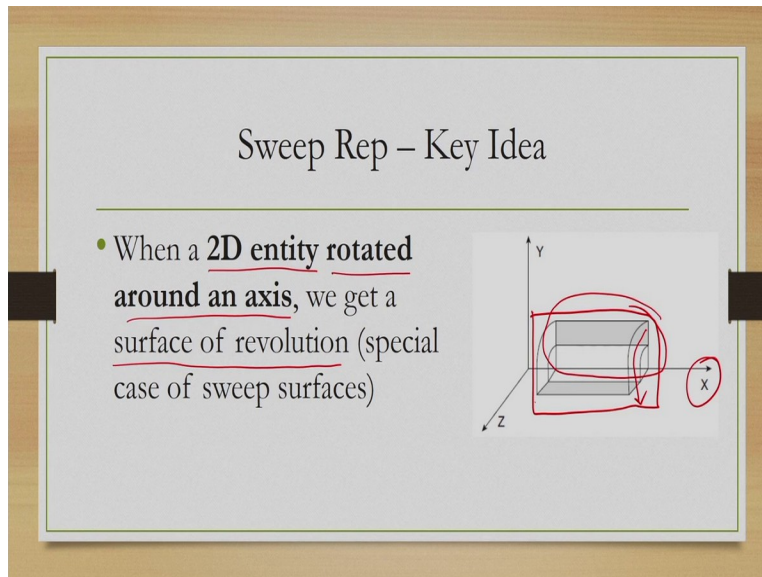 Sweep Rep – Key Idea
• When a 2D entity rotated
around an axis, we get a
surface of revolution (special
case of sweep surfaces)
Y
X
Z